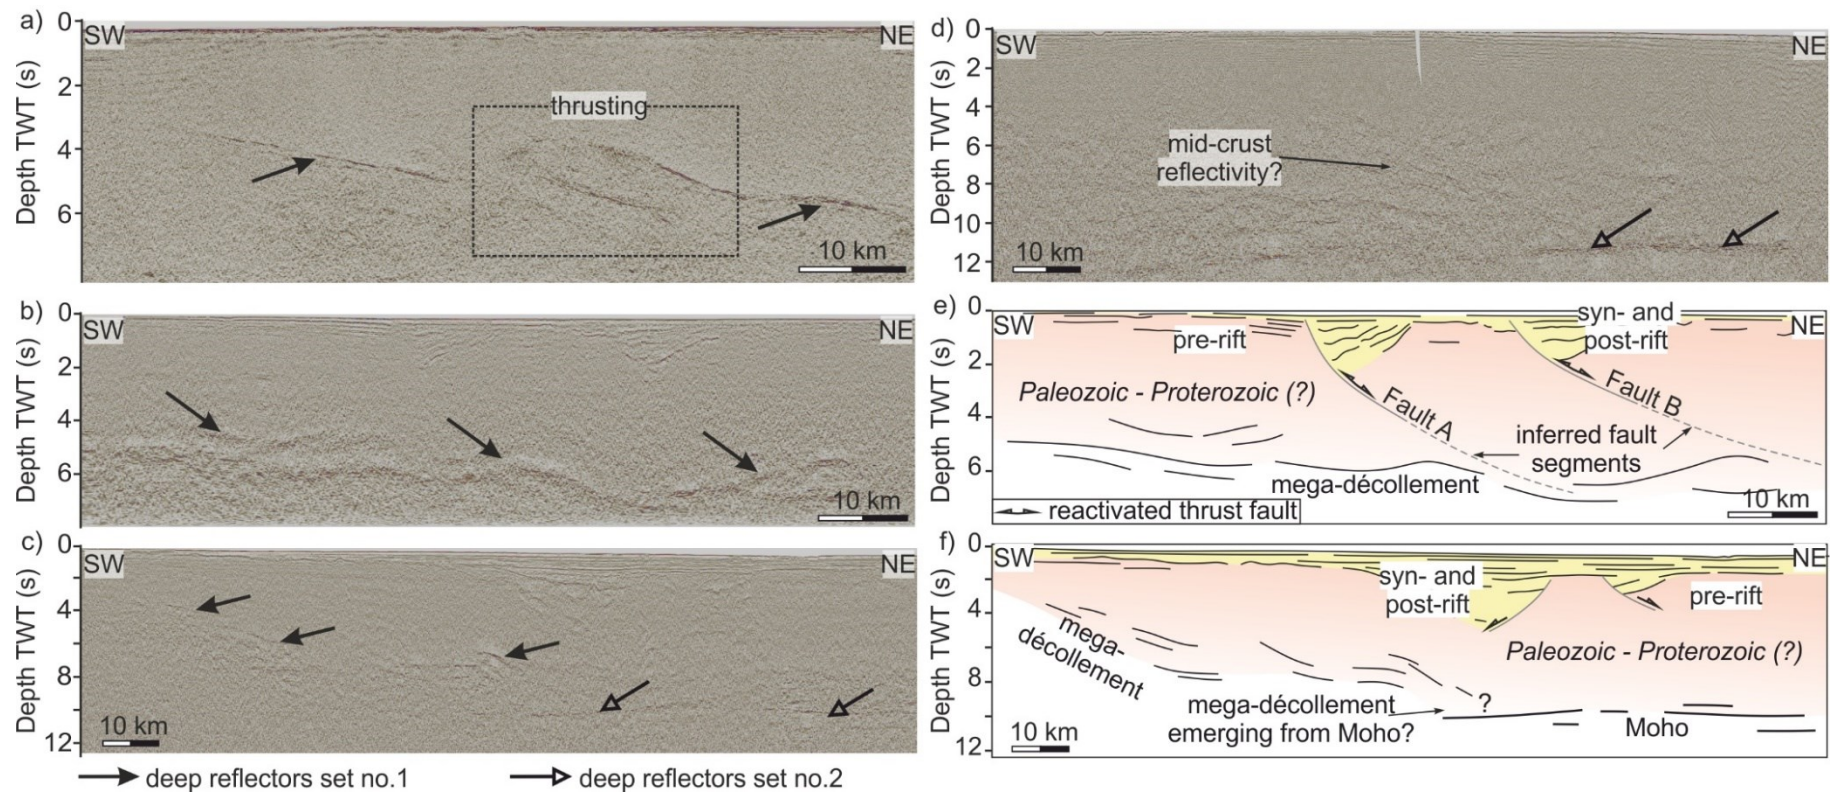 a)
0
SW
NE
Depth TWT (s)
2
4
6
thrusting
10 km
b)
0
SW
NE
Depth TWT (s)
2
4
6
10 km
c)
0
SW
NE
Depth TWT (s)
4
8
12
10 km
deep reflectors set no.1
deep reflectors set no.2
d)
0
SW
NE
Depth TWT (s)
2
4
6
8
10
12
mid-crust
reflectivity?
10 km
e)
0
SW
NE
Depth TWT (s)
2
4
6
pre-rift
syn- and
post-rift
Paleozoic - Proterozoic (?)
Fault A
Fault B
inferred fault
segments
mega-décollement
reactivated thrust fault
10 km
f)
0
SW
NE
Depth TWT (s)
4
8
12
syn- and
post-rift
pre-rift
mega-
décollement
Paleozoic - Proterozoic (?)
mega-décollement
emerging from Moho?
?
Moho
10 km